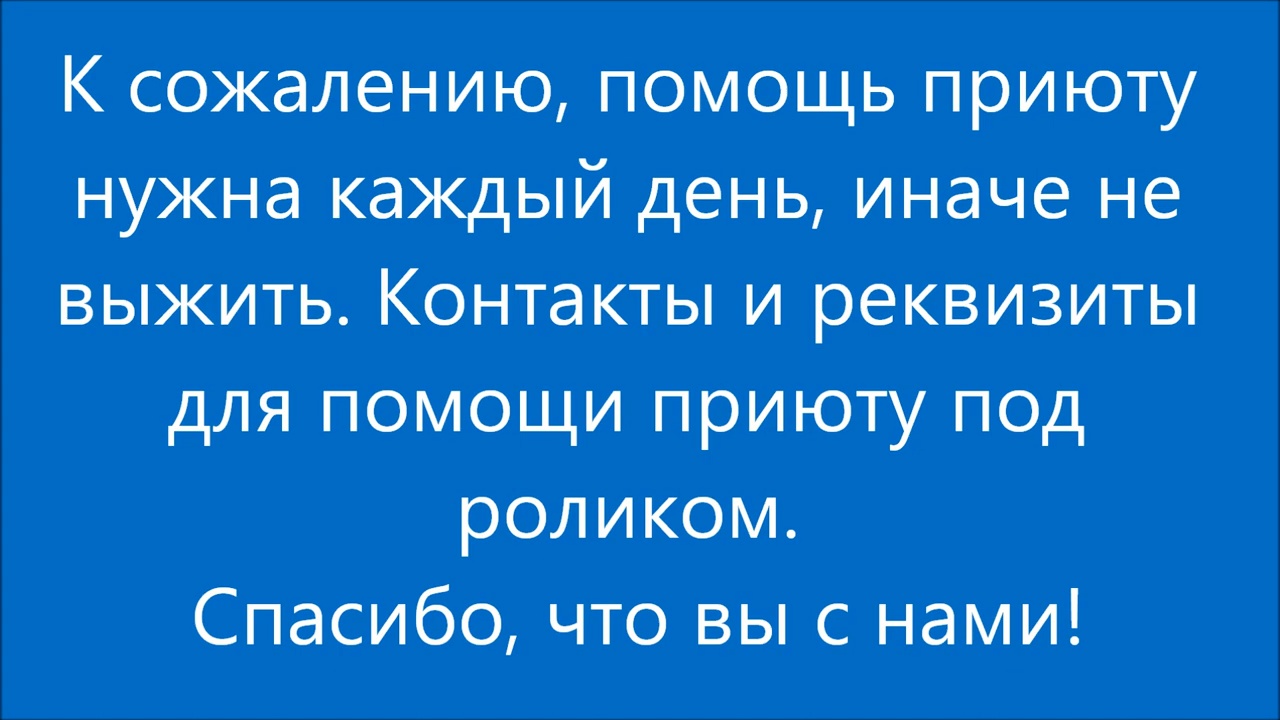 К сожалению, помощь приюту
нужна каждый день, иначе не
выжить. Контакты и реквизиты
для помощи приюту под
роликом.
Спасибо, что вы с нами!